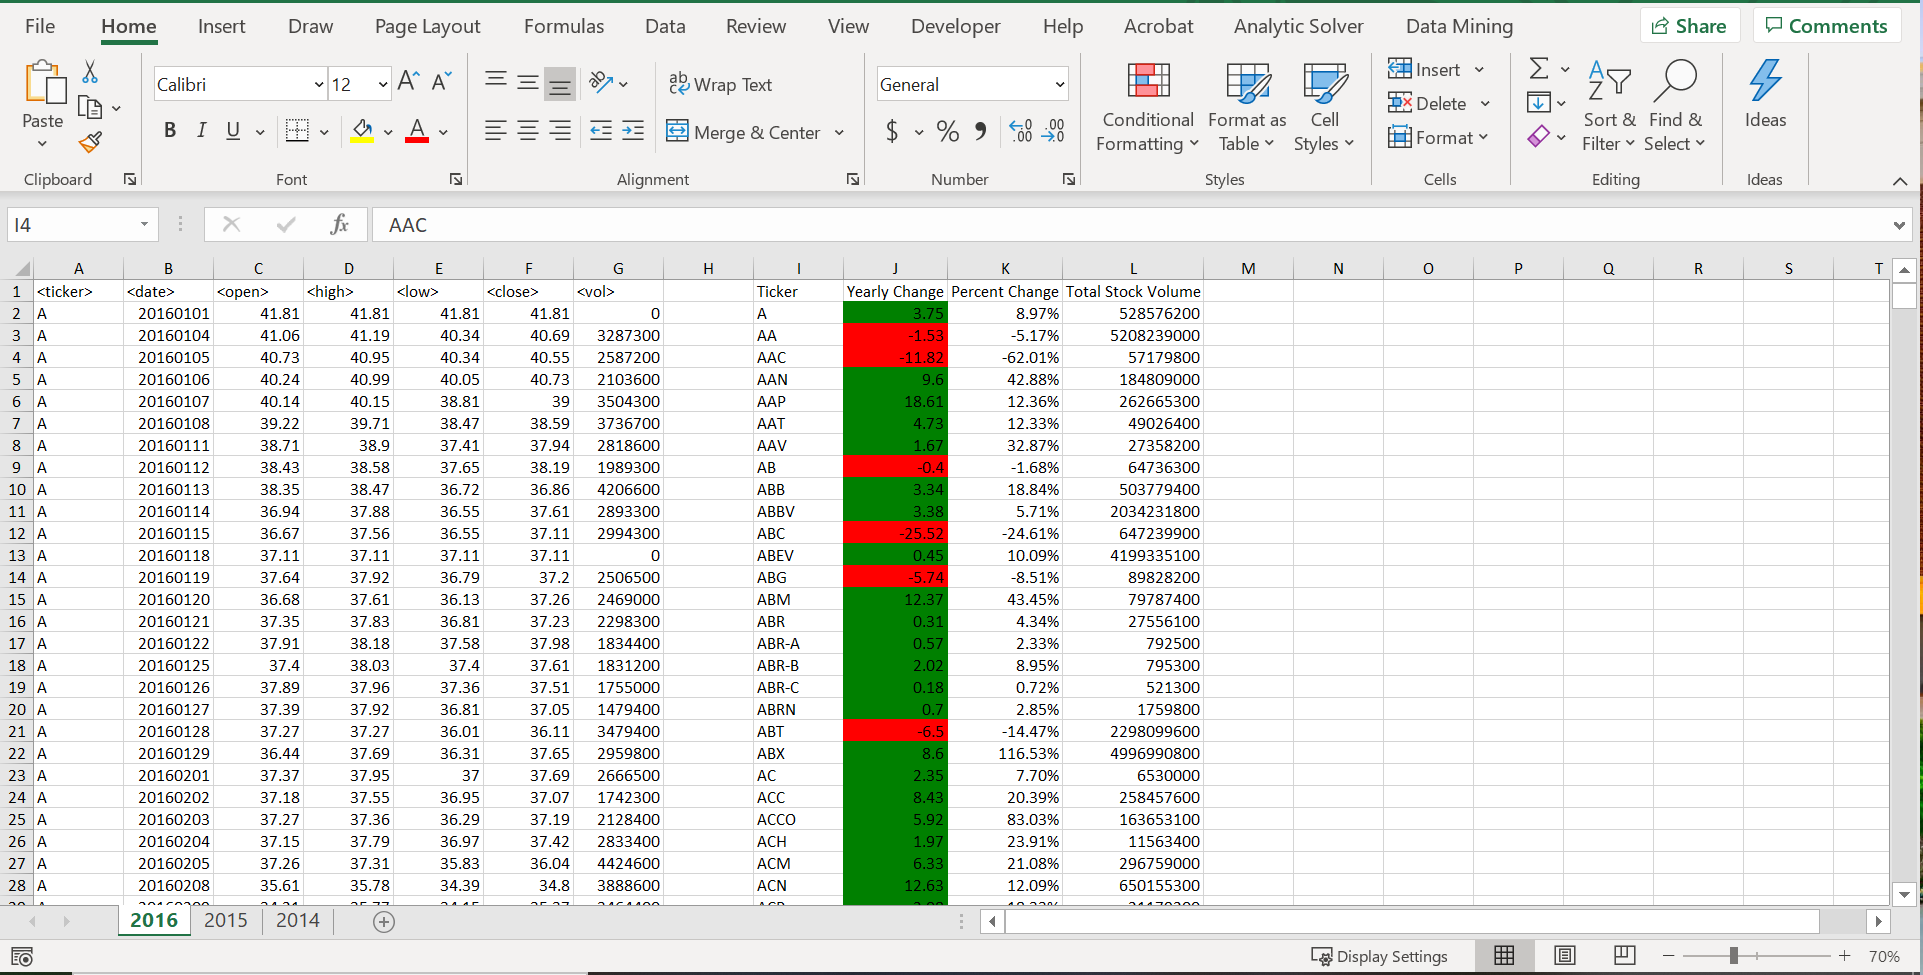 File Home Insert Draw Page Layout Formulas Data Review View Developer Help Acrobat Analytic Solver Data Mining Share Comments
Paste
Clipboard
Calibri 12 A^ Aˇ
B I U A
Font
ab Wrap Text
Merge & Center
Alignment
General
$ % 9 .00 .00
Number
Conditional Formatting
Format as Table
Cell Styles
Styles
Insert
Delete
Format
Cells
Sort & Filter
Find & Select
Editing
Ideas
Ideas
I4 fx AAC
A B C D E F G H I J K L M N O P Q R S T
1 <ticker> <date> <open> <high> <low> <close> <vol> Ticker Yearly Change Percent Change Total Stock Volume
2 A 20160101 41.81 41.81 41.81 41.81 0 A 3.75 8.97% 528576200
3 A 20160104 41.06 41.19 40.34 40.69 3287300 AA -1.53 -5.17% 5208239000
4 A 20160105 40.73 40.95 40.34 40.55 2587200 AAC -11.82 -62.01% 57179800
5 A 20160106 40.24 40.99 40.05 40.73 2103600 AAN 9.6 42.88% 184809000
6 A 20160107 40.14 40.15 38.81 39 3504300 AAP 18.61 12.36% 262665300
7 A 20160108 39.22 39.71 38.47 38.59 3736700 AAT 4.73 12.33% 49026400
8 A 20160111 38.71 38.9 37.41 37.94 2818600 AAV 1.67 32.87% 27358200
9 A 20160112 38.43 38.58 37.65 38.19 1989300 AB -0.4 -1.68% 64736300
10 A 20160113 38.35 38.47 36.72 36.86 4206600 ABB 3.34 18.84% 503779400
11 A 20160114 36.94 37.88 36.55 37.61 2893300 ABBV 3.38 5.71% 2034231800
12 A 20160115 36.67 37.56 36.55 37.11 2994300 ABC -25.52 -24.61% 647239900
13 A 20160118 37.11 37.11 37.11 37.11 0 ABEV 0.45 10.09% 4199335100
14 A 20160119 37.64 37.92 36.79 37.2 2506500 ABG -5.74 -8.51% 89828200
15 A 20160120 36.68 37.61 36.13 37.26 2469000 ABM 12.37 43.45% 79787400
16 A 20160121 37.35 37.83 36.81 37.23 2298300 ABR 0.31 4.34% 27556100
17 A 20160122 37.91 38.18 37.58 37.98 1834400 ABR-A 0.57 2.33% 792500
18 A 20160125 37.4 38.03 37.4 37.61 1831200 ABR-B 2.02 8.95% 795300
19 A 20160126 37.89 37.96 37.36 37.51 1755000 ABR-C 0.18 0.72% 521300
20 A 20160127 37.39 37.92 36.81 37.05 1479400 ABRN 0.7 2.85% 1759800
21 A 20160128 37.27 37.27 36.01 36.11 3479400 ABT -6.5 -14.47% 2298099600
22 A 20160129 36.44 37.69 36.31 37.65 2959800 ABX 8.6 116.53% 4996990800
23 A 20160201 37.37 37.95 37 37.69 2666500 AC 2.35 7.70% 6530000
24 A 20160202 37.18 37.55 36.95 37.07 1742300 ACC 8.43 20.39% 258457600
25 A 20160203 37.27 37.36 36.29 37.19 2128400 ACCO 5.92 83.03% 163653100
26 A 20160204 37.15 37.79 36.97 37.42 2833400 ACH 1.97 23.91% 11563400
27 A 20160205 37.26 37.31 35.83 36.04 4424600 ACM 6.33 21.08% 296759000
28 A 20160208 35.61 35.78 34.39 34.8 3888600 ACN 12.63 12.09% 650155300
2016 2015 2014
Display Settings 70%